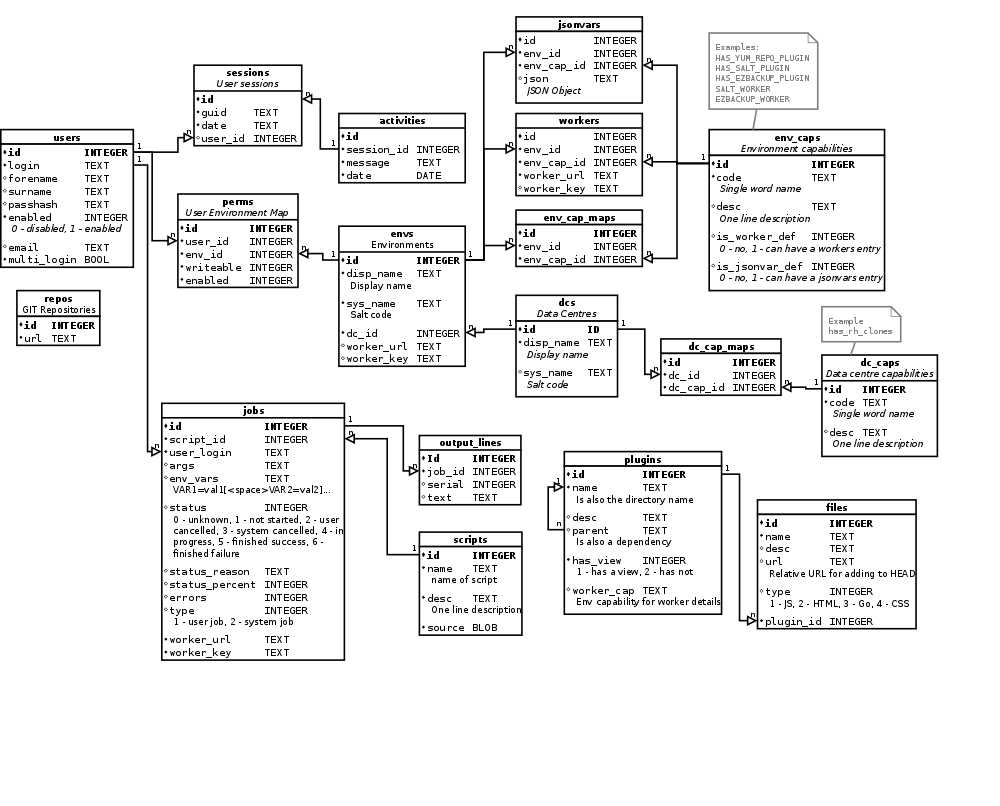 users
id INTEGER
login TEXT
forename TEXT
surname TEXT
passhash TEXT
enabled INTEGER
0 - disabled, 1 - enabled
email TEXT
multi_login BOOL
repos
GIT Repositories
id INTEGER
url TEXT
sessions
User sessions
id
guid TEXT
date TEXT
user_id INTEGER
perms
User Environment Map
id INTEGER
user_id INTEGER
env_id INTEGER
writeable INTEGER
enabled INTEGER
activities
id
session_id INTEGER
message TEXT
date DATE
envs
Environments
id INTEGER
disp_name TEXT
Display name
sys_name TEXT
Salt code
dc_id INTEGER
worker_url TEXT
worker_key TEXT
jsonvars
id INTEGER
env_id INTEGER
env_cap_id INTEGER
json TEXT
JSON Object
workers
id INTEGER
env_id INTEGER
env_cap_id INTEGER
worker_url TEXT
worker_key TEXT
env_cap_maps
id INTEGER
env_id INTEGER
env_cap_id INTEGER
Examples:
HAS_YUM_REPO_PLUGIN
HAS_SALT_PLUGIN
HAS_EZBACKUP_PLUGIN
SALT_WORKER
EZBACKUP_WORKER
env_caps
Environment capabilities
id INTEGER
code TEXT
Single word name
desc TEXT
One line description
is_worker_def INTEGER
0 - no, 1 - can have a workers entry
is_jsonvar_def INTEGER
0 - no, 1 - can have a jsonvars entry
dcs
Data Centres
id ID
disp_name TEXT
Display name
sys_name TEXT
Salt code
dc_cap_maps
id INTEGER
dc_id INTEGER
dc_cap_id INTEGER
Example
has_rh_clones
dc_caps
Data centre capabilities
id INTEGER
code TEXT
Single word name
desc TEXT
One line description
jobs
id INTEGER
script_id INTEGER
user_login TEXT
args TEXT
env_vars TEXT
VAR1=val1[<space>VAR2=val2]...
status INTEGER
0 - unknown, 1 - not started, 2 - user
cancelled, 3 - system cancelled, 4 - in
progress, 5 - finished success, 6 -
finished failure
status_reason TEXT
status_percent INTEGER
errors INTEGER
type INTEGER
1 - user job, 2 - system job
worker_url TEXT
worker_key TEXT
output_lines
Id INTEGER
job_id INTEGER
serial INTEGER
text TEXT
scripts
id INTEGER
name TEXT
name of script
desc TEXT
One line description
source BLOB
plugins
id INTEGER
name TEXT
Is also the directory name
desc TEXT
parent TEXT
Is also a dependency
has_view INTEGER
1 - has a view, 2 - has not
worker_cap TEXT
Env capability for worker details
files
id INTEGER
name TEXT
desc TEXT
url TEXT
Relative URL for adding to HEAD
type INTEGER
1 - JS, 2 - HTML, 3 - Go, 4 - CSS
plugin_id INTEGER